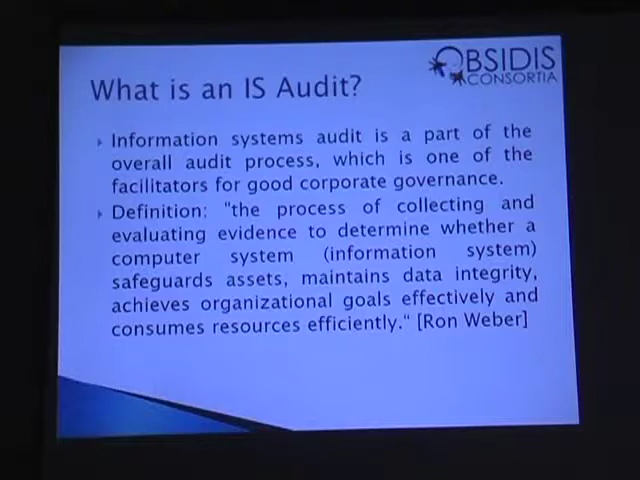 OBSIDIS
CONSORTIA
What is an IS Audit?
Information systems audit is a part of the
overall audit process, which is one of the
facilitators for good corporate governance.
Definition: "the process of collecting and
evaluating evidence to determine whether a
computer system (information system)
safeguards assets, maintains data integrity,
achieves organizational goals effectively and
consumes resources efficiently." [Ron Weber]